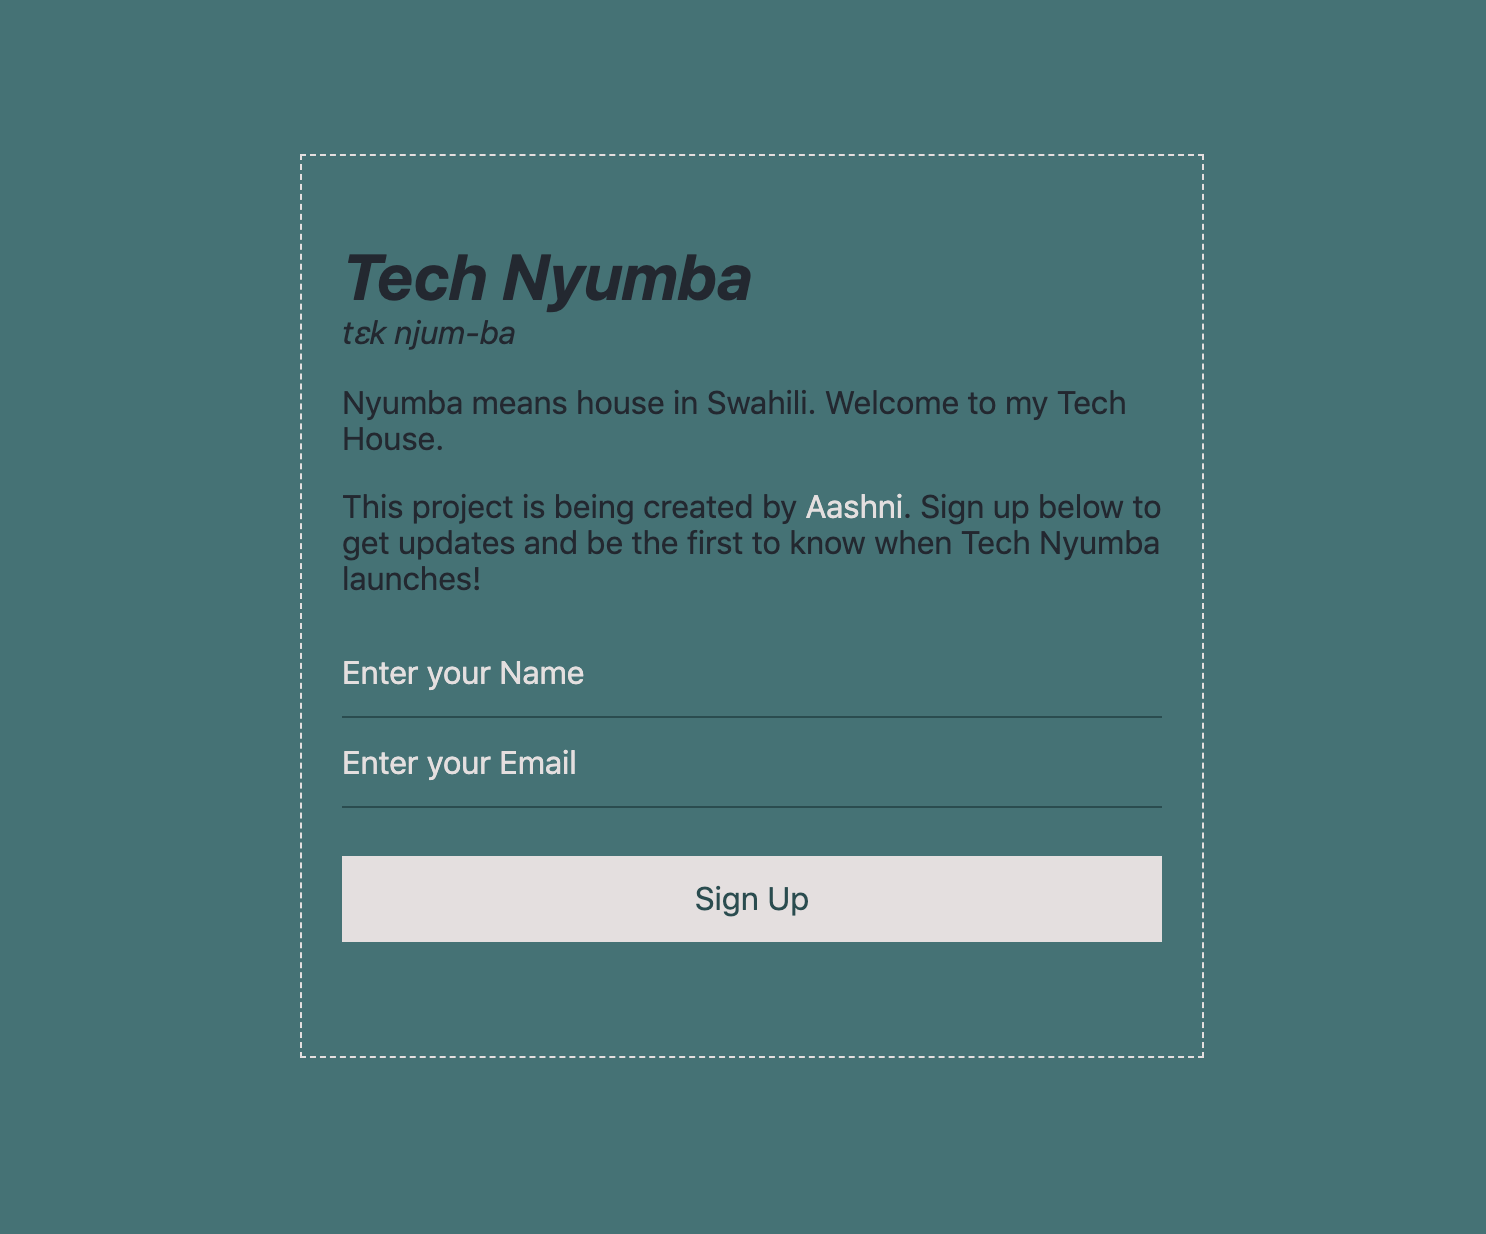 Tech Nyumba
tɛk njum-ba
Nyumba means house in Swahili. Welcome to my Tech
House.
This project is being created by Aashni. Sign up below to
get updates and be the first to know when Tech Nyumba
launches!
Enter your Name
Enter your Email
Sign Up